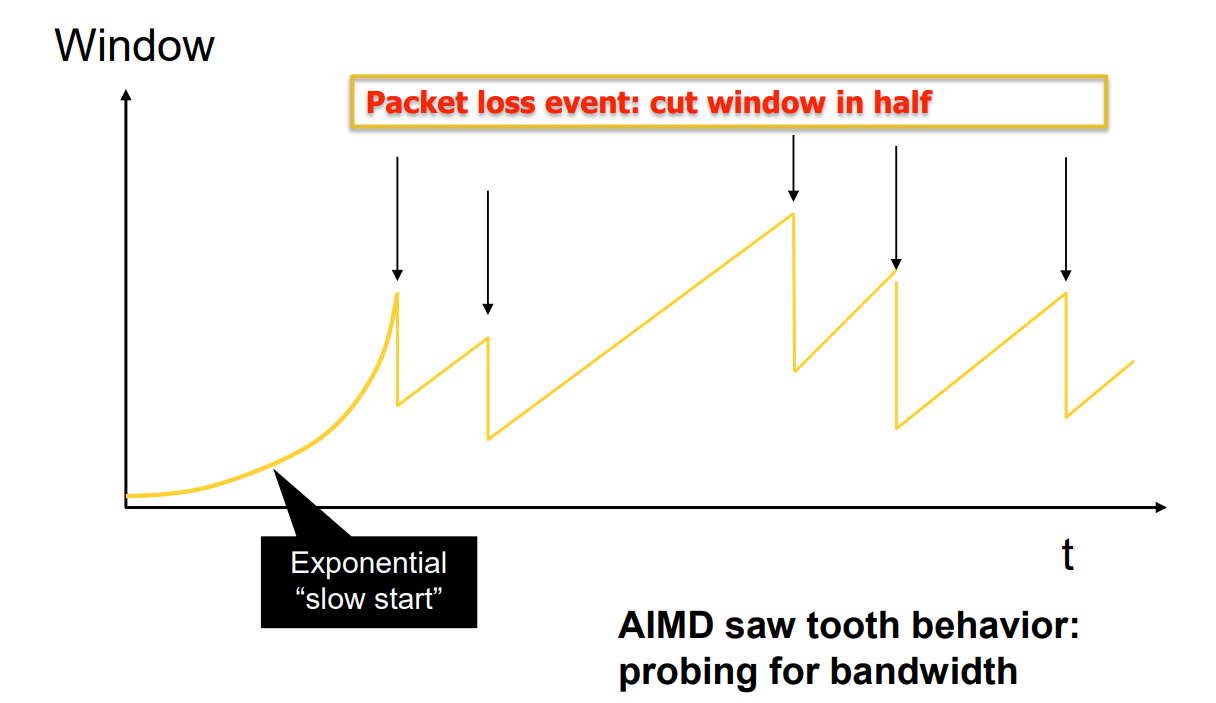 Window
Packet loss event: cut window in half
Exponential
“slow start”
t
AIMD saw tooth behavior:
probing for bandwidth